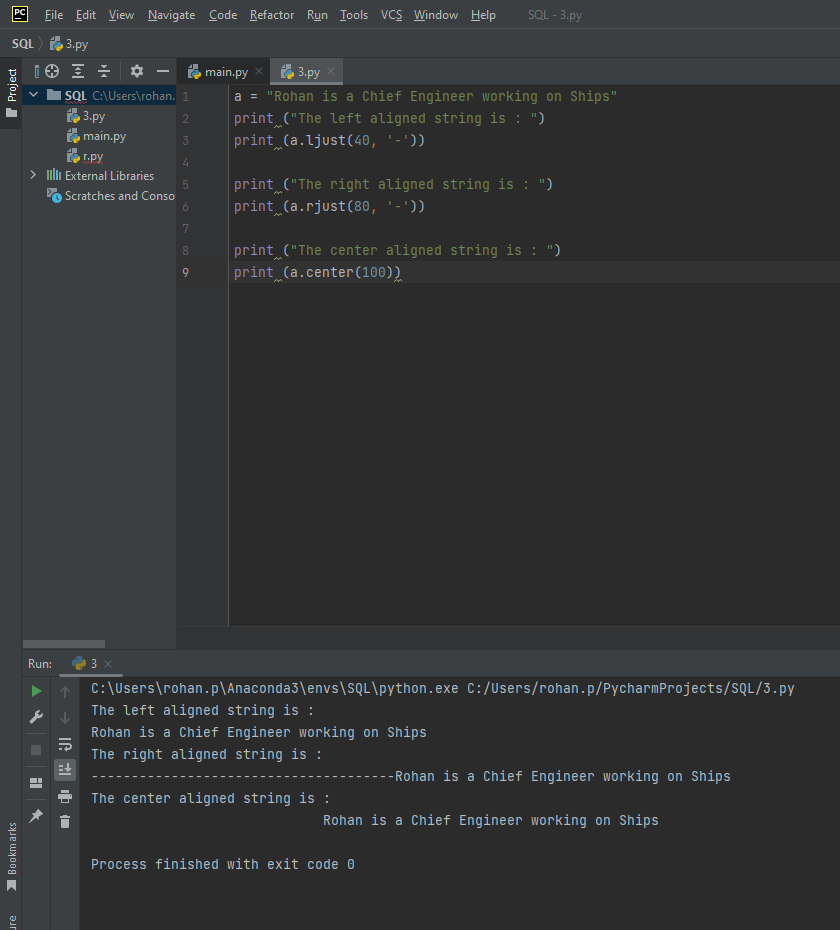 PC File Edit View Navigate Code Refactor Run Tools VCS Window Help SQL - 3.py
SQL 3.py
Project
main.py 3.py
SQL C:\Users\rohan.
3.py
main.py
r.py
External Libraries
Scratches and Conso
1 a = "Rohan is a Chief Engineer working on Ships"
2 print ("The left aligned string is : ")
3 print (a.ljust(40, '-'))
4
5 print ("The right aligned string is : ")
6 print (a.rjust(80, '-'))
7
8 print ("The center aligned string is : ")
9 print (a.center(100))
Run: 3
C:\Users\rohan.p\Anaconda3\envs\SQL\python.exe C:/Users/rohan.p/PycharmProjects/SQL/3.py
The left aligned string is :
Rohan is a Chief Engineer working on Ships
The right aligned string is :
--------------------------------------Rohan is a Chief Engineer working on Ships
The center aligned string is :
Rohan is a Chief Engineer working on Ships
Process finished with exit code 0
Bookmarks
ure